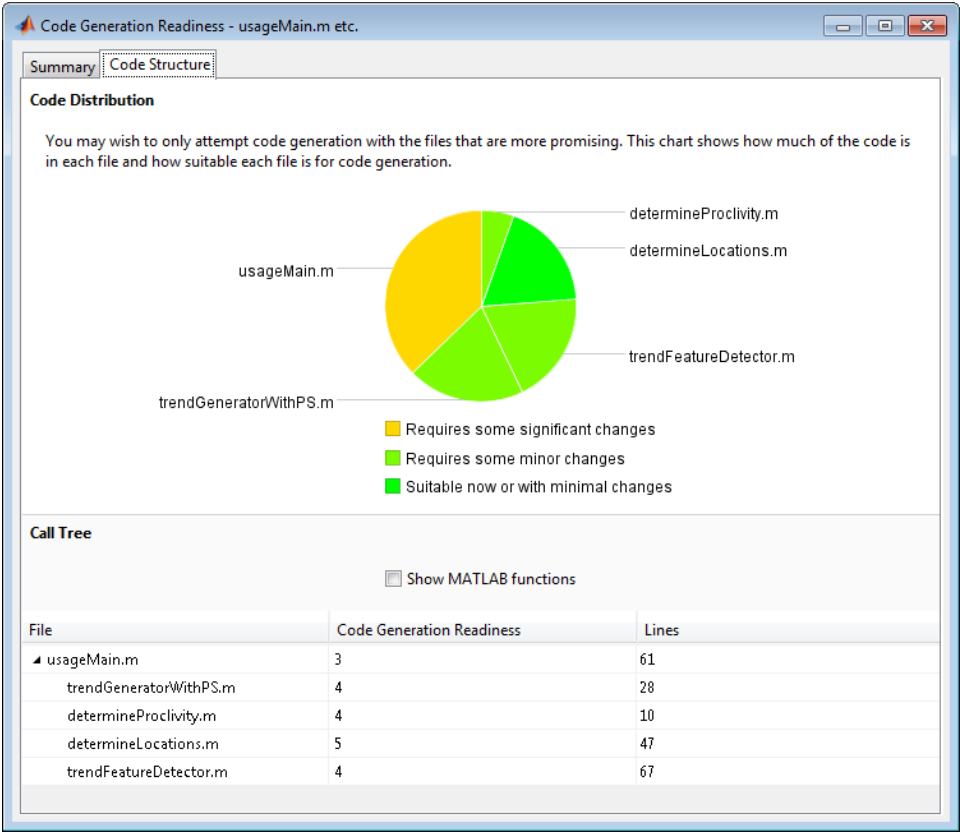 Code Generation Readiness - usageMain.m etc.
Summary
Code Structure
Code Distribution
You may wish to only attempt code generation with the files that are more promising. This chart shows how much of the code is
in each file and how suitable each file is for code generation.
determineProclivity.m
determineLocations.m
usageMain.m
trendFeatureDetector.m
trendGeneratorWithPS.m
Requires some significant changes
Requires some minor changes
Suitable now or with minimal changes
Call Tree
Show MATLAB functions
File Code Generation Readiness Lines
usageMain.m 3 61
trendGeneratorWithPS.m 4 28
determineProclivity.m 4 10
determineLocations.m 5 47
trendFeatureDetector.m 4 67